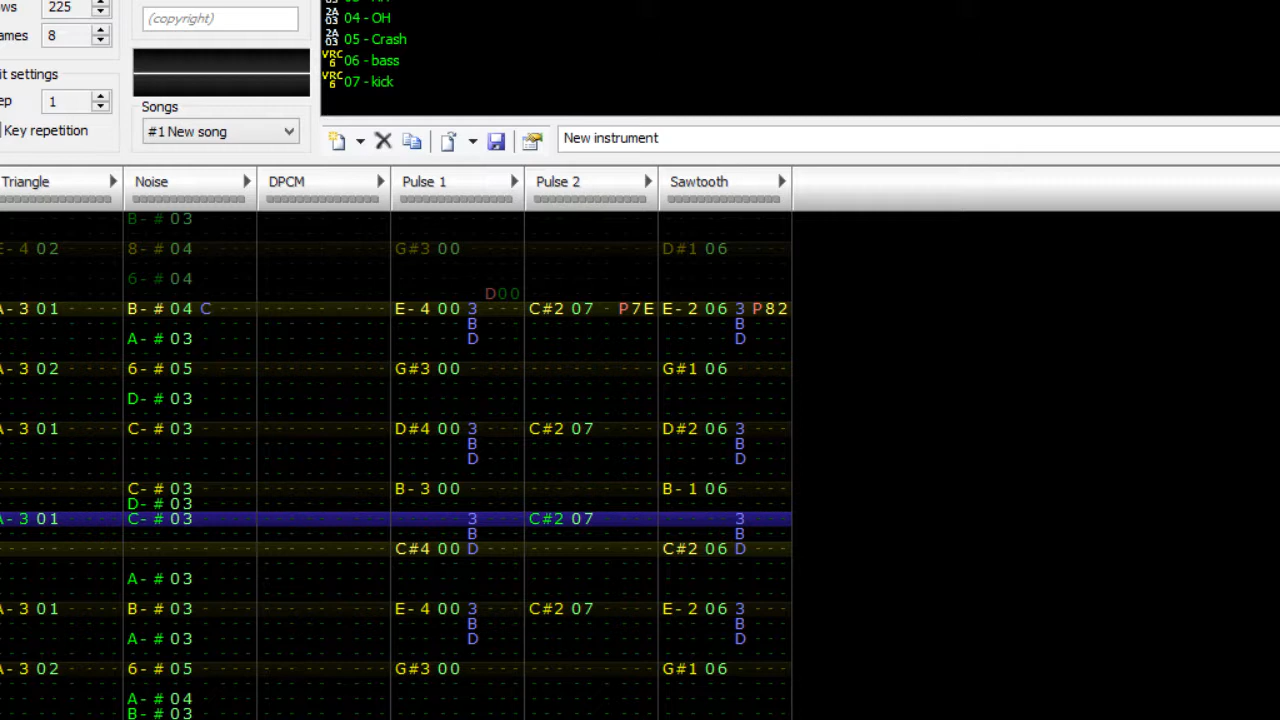 ws 225
(copyright)
ames 8
it settings
ep 1
Songs
Key repetition
#1 New song
2A03 04 - OH
2A03 05 - Crash
VRC6 06 - bass
VRC6 07 - kick
New instrument
Triangle Noise DPCM Pulse 1 Pulse 2 Sawtooth
B-# 03
E-4 02 8-# 04 G#3 00 D#1 06
6-# 04
D00
A-3 01 B-# 04 C E-4 00 3 C#2 07 P7E E-2 06 3 P82
B B
A-# 03 D D
A-3 02 6-# 05 G#3 00 G#1 06
D-# 03
A-3 01 C-# 03 D#4 00 3 C#2 07 D#2 06 3
B B
D D
C-# 03 B-3 00 B-1 06
D-# 03
A-3 01 C-# 03 3 C#2 07 3
B B
C#4 00 D C#2 06 D
A-# 03
A-3 01 B-# 03 E-4 00 3 C#2 07 E-2 06 3
B B
A-# 03 D D
A-3 02 6-# 05 G#3 00 G#1 06
A-# 04
B-# 03